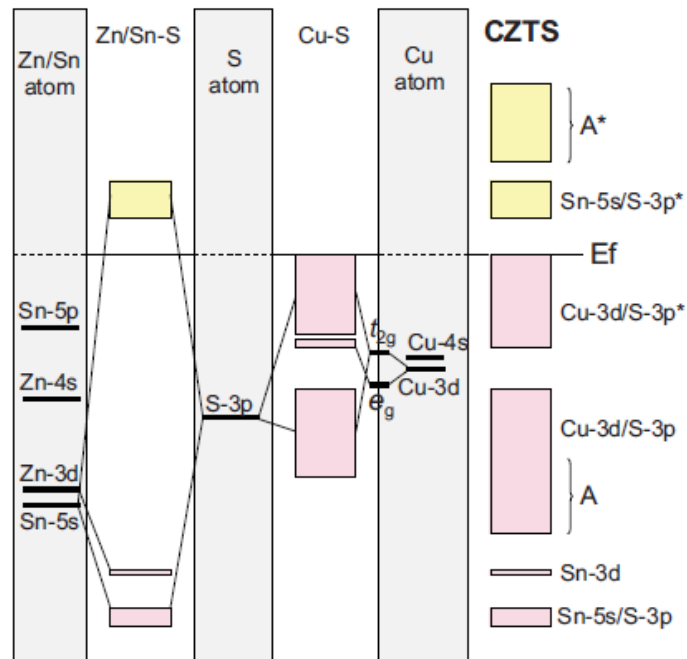 Zn/Sn
atom
Zn/Sn-S
S
atom
Cu-S
Cu
atom
CZTS
A*
Sn-5s/S-3p*
Ef
Sn-5p
Zn-4s
Zn-3d
Sn-5s
S-3p
t2g
eg
Cu-4s
Cu-3d
Cu-3d/S-3p*
Cu-3d/S-3p
A
Sn-3d
Sn-5s/S-3p